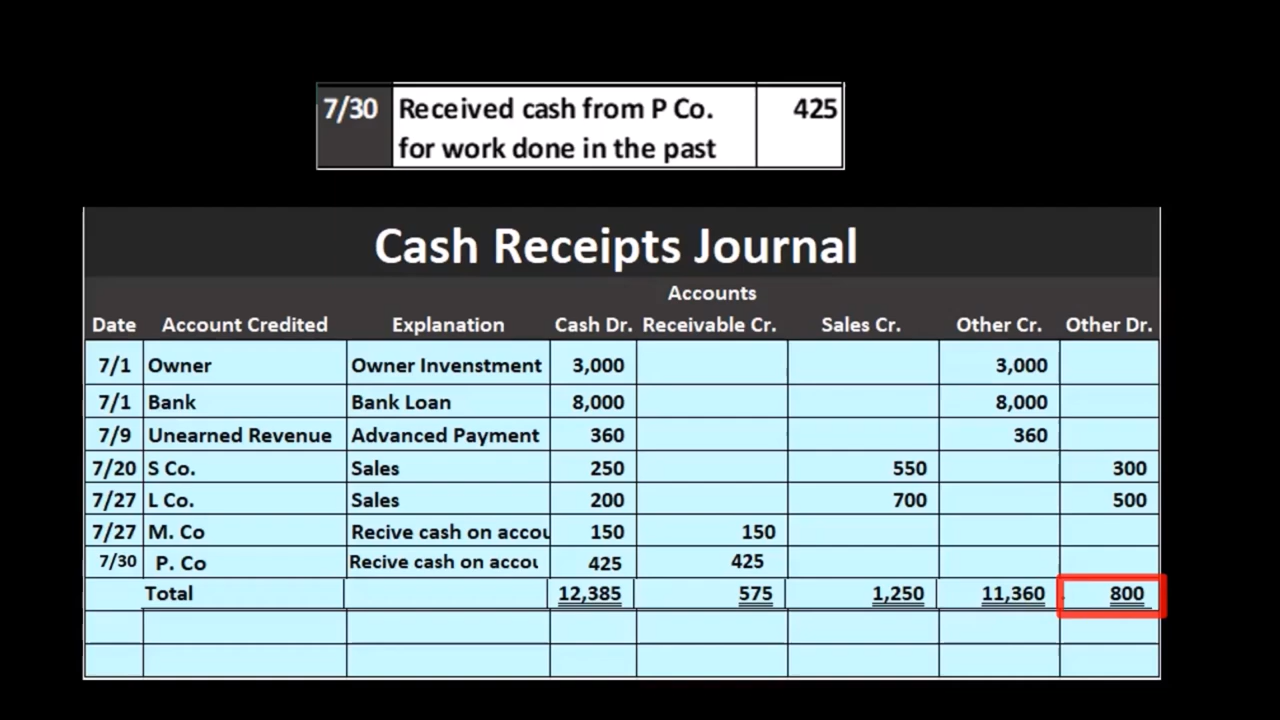 7/30 Received cash from P Co. 425
for work done in the past
Cash Receipts Journal
Accounts
Date Account Credited Explanation Cash Dr. Receivable Cr. Sales Cr. Other Cr. Other Dr.
7/1 Owner Owner Invenstment 3,000 3,000
7/1 Bank Bank Loan 8,000 8,000
7/9 Unearned Revenue Advanced Payment 360 360
7/20 S Co. Sales 250 550 300
7/27 L Co. Sales 200 700 500
7/27 M. Co Recive cash on accou 150 150
7/30 P. Co Recive cash on accou 425 425
Total 12,385 575 1,250 11,360 800